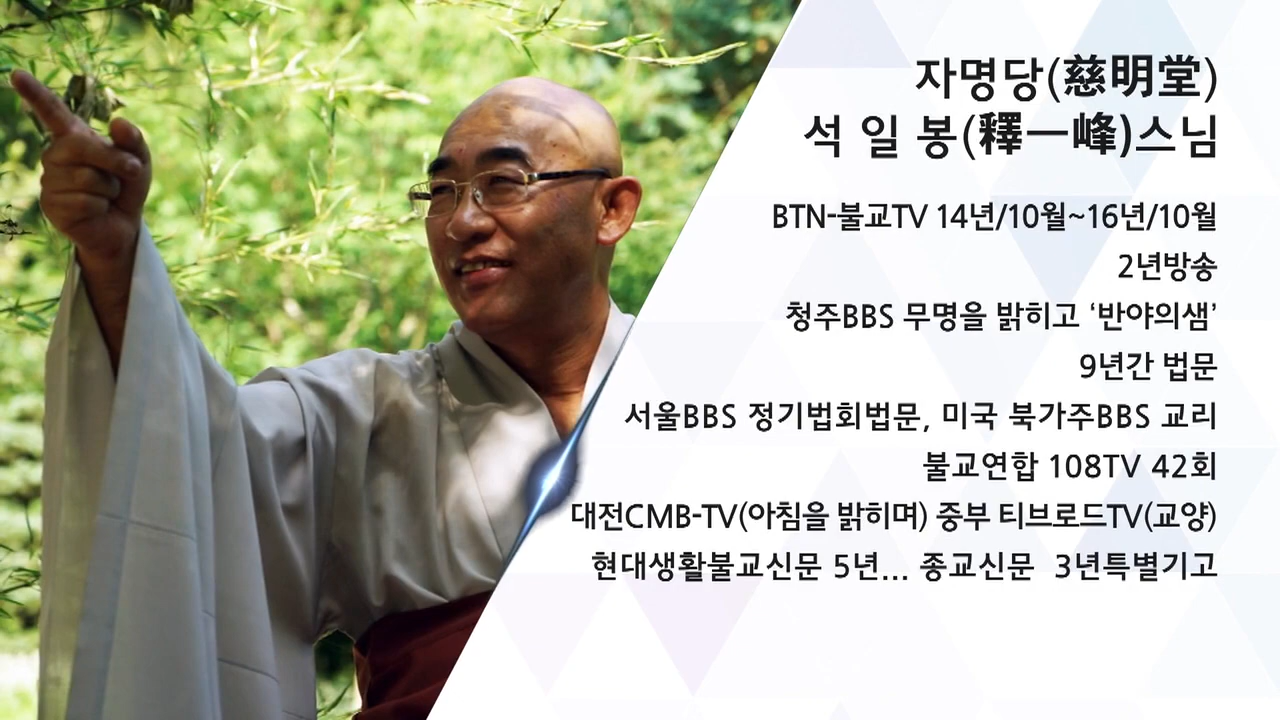 자명당(慈明堂)
석 일 봉(釋一峰)스님
BTN-불교TV 14년/10월~16년/10월
2년방송
청주BBS 무명을 밝히고 ‘반야의샘’
9년간 법문
서울BBS 정기법회법문, 미국 북가주BBS 교리
불교연합 108TV 42회
대전CMB-TV(아침을 밝히며) 중부 티브로드TV(교양)
현대생활불교신문 5년... 종교신문 3년특별기고